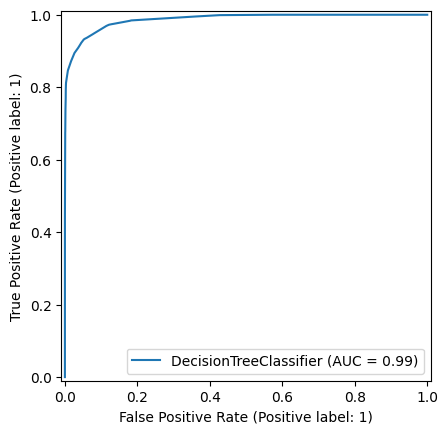 1.0
0.8
0.6
0.4
0.2
0.0
True Positive Rate (Positive label: 1)
DecisionTreeClassifier (AUC = 0.99)
0.0 0.2 0.4 0.6 0.8 1.0
False Positive Rate (Positive label: 1)